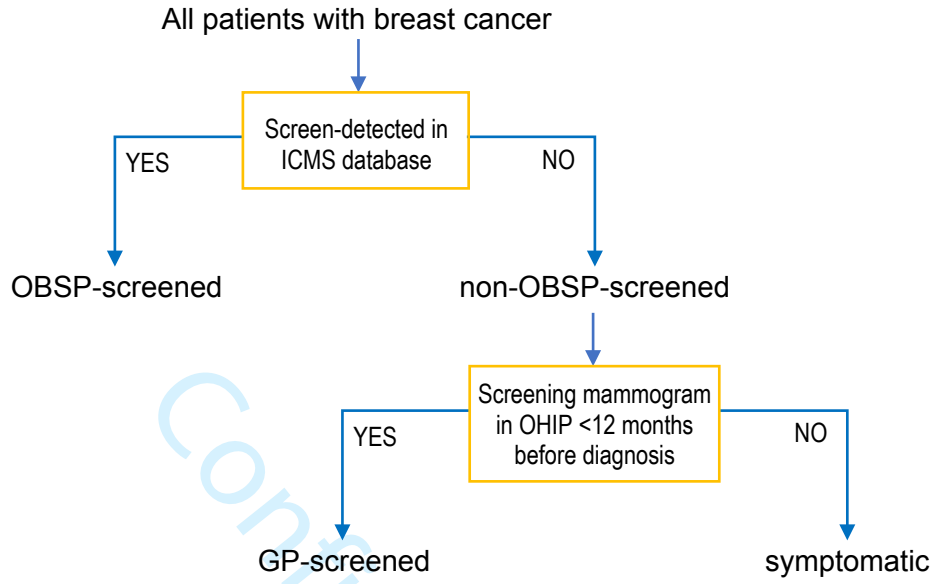 All patients with breast cancer
Screen-detected in
ICMS database
YES
NO
OBSP-screened
non-OBSP-screened
Screening mammogram
in OHIP <12 months
before diagnosis
YES
NO
GP-screened
symptomatic
Conf